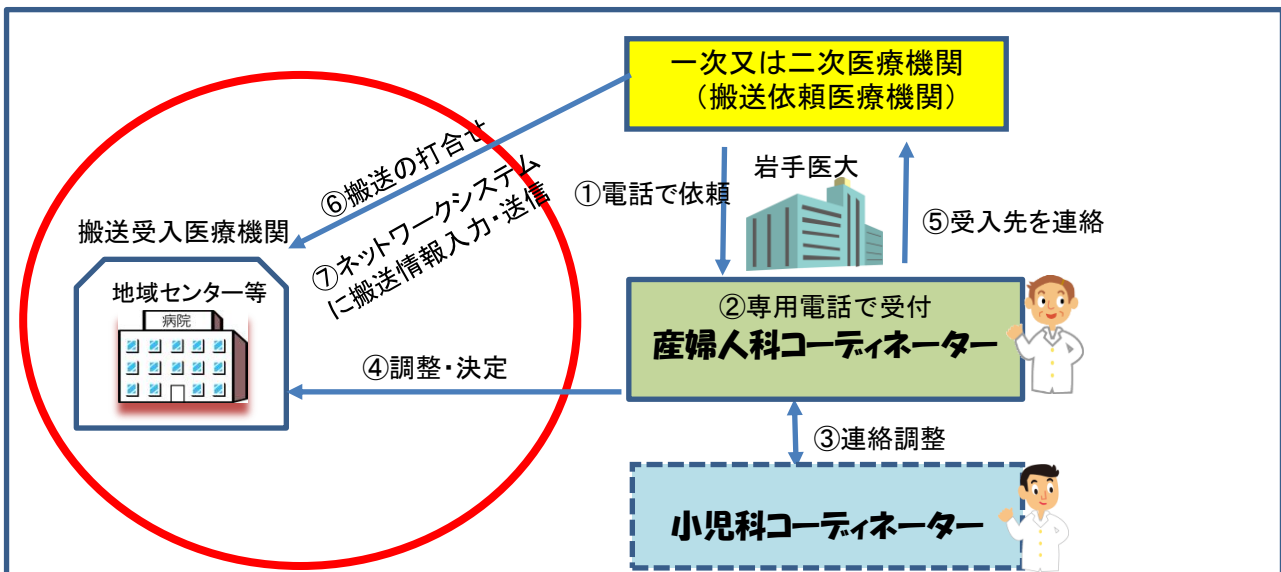 一次又は二次医療機関
（搬送依頼医療機関）
⑥搬送の打合せ
⑦ネットワークシステム
に搬送情報入力・送信
①電話で依頼
岩手医大
⑤受入先を連絡
搬送受入医療機関
地域センター等
病院
②専用電話で受付
産婦人科コーディネーター
④調整・決定
③連絡調整
小児科コーディネーター